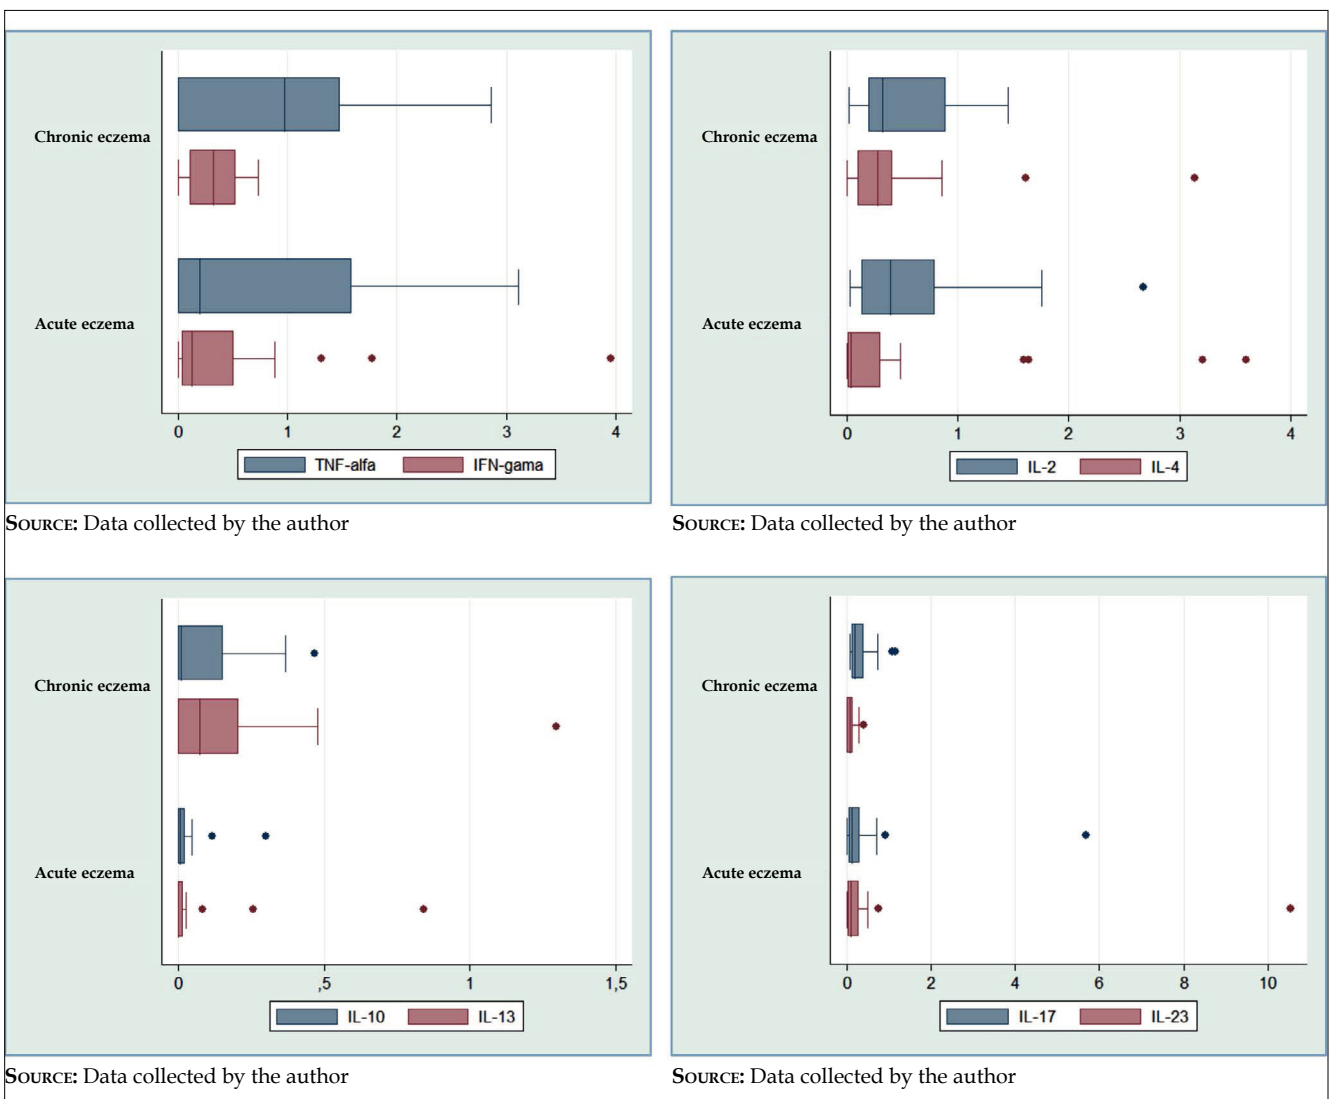 Chronic eczema
Acute eczema
0 1 2 3 4
TNF-alfa IFN-gama
SOURCE: Data collected by the author
Chronic eczema
Acute eczema
0 1 2 3 4
IL-2 IL-4
SOURCE: Data collected by the author
Chronic eczema
Acute eczema
0 ,5 1 1,5
IL-10 IL-13
SOURCE: Data collected by the author
Chronic eczema
Acute eczema
0 2 4 6 8 10
IL-17 IL-23
SOURCE: Data collected by the author